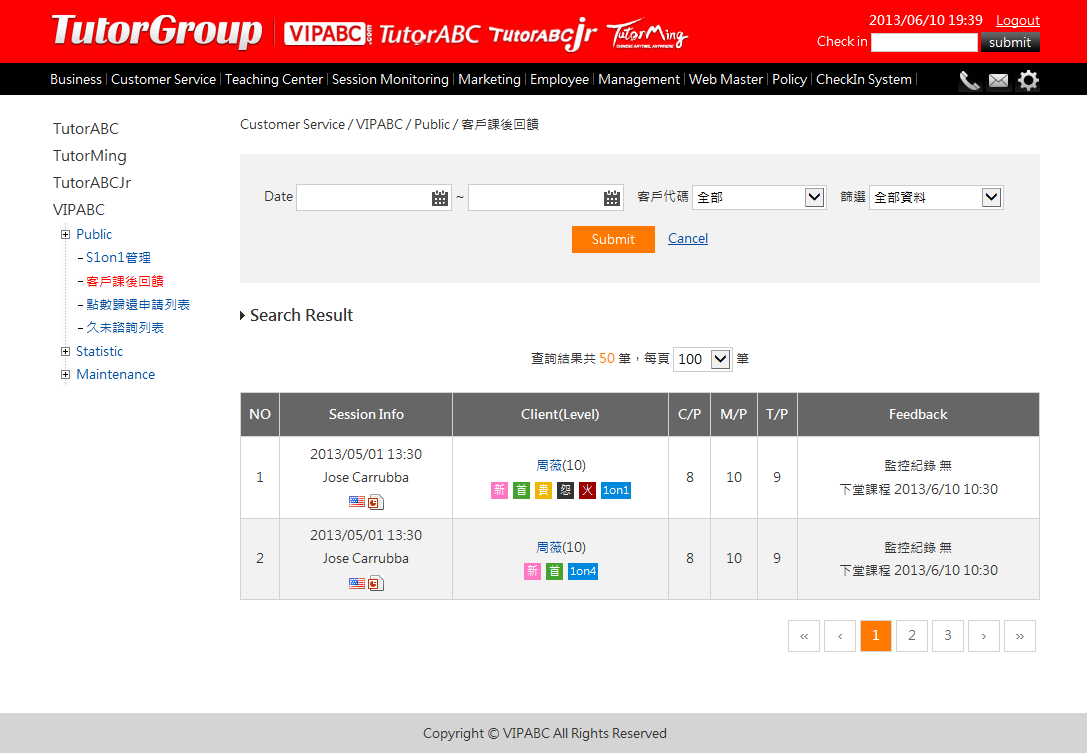 TutorGroup VIPABC.com TutorABC TutorABCjr TutorMing
CHINESE ANYTIME, ANYWHERE
2013/06/10 19:39 Logout
Check in submit
Business Customer Service Teaching Center Session Monitoring Marketing Employee Management Web Master Policy CheckIn System
TutorABC
TutorMing
TutorABCJr
VIPABC
Public
S1on1管理
客戶課後回饋
點數歸還申請列表
久未諮詢列表
Statistic
Maintenance
Customer Service / VIPABC / Public / 客戶課後回饋
Date ~ 客戶代碼 全部 篩選 全部資料
Submit Cancel
Search Result
查詢結果共 50 筆，每頁 100 筆
NO Session Info Client(Level) C/P M/P T/P Feedback
1 2013/05/01 13:30 Jose Carrubba 周薇(10) 8 10 9 監控紀錄 無
新 首 貴 怨 火 1on1 下堂課程 2013/6/10 10:30
2 2013/05/01 13:30 Jose Carrubba 周薇(10) 8 10 9 監控紀錄 無
新 首 1on4 下堂課程 2013/6/10 10:30
« ‹ 1 2 3 › »
Copyright © VIPABC All Rights Reserved